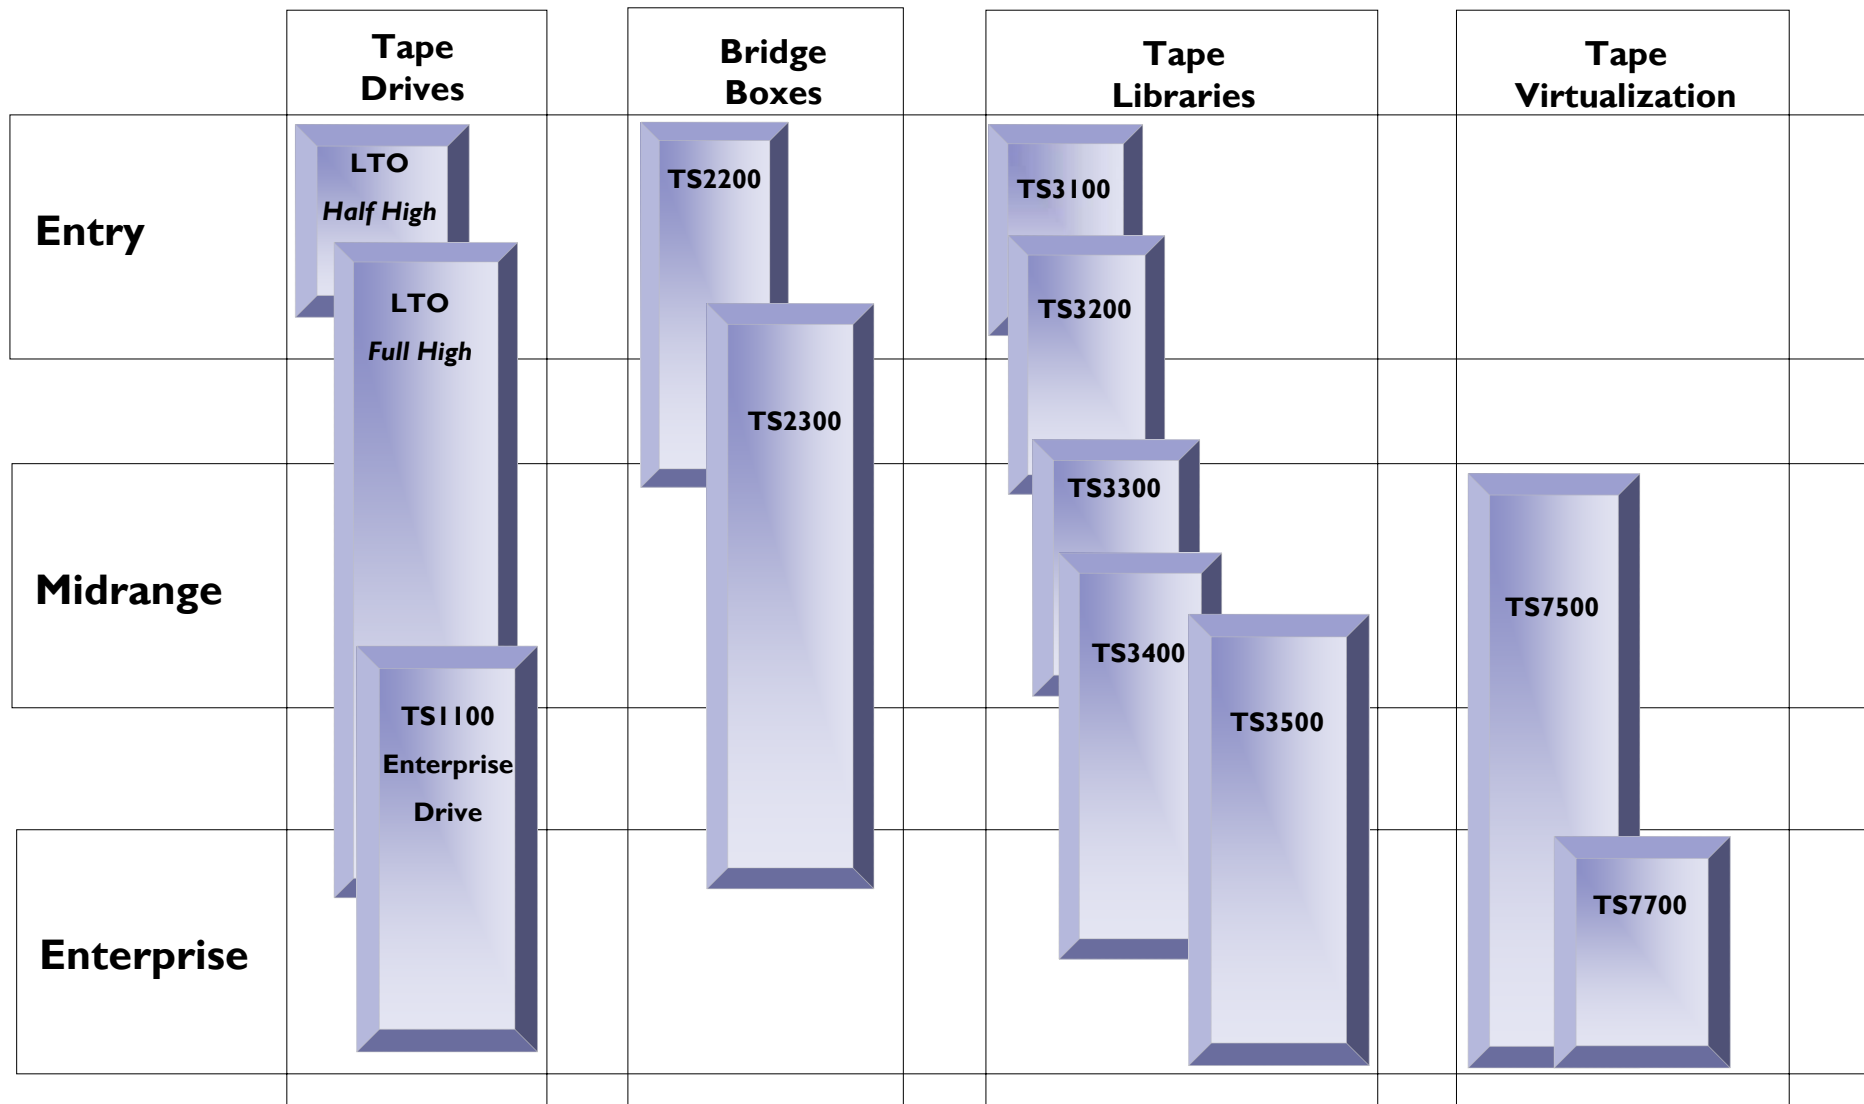 Tape
Drives
Bridge
Boxes
Tape
Libraries
Tape
Virtualization
Entry
LTO
Half High
LTO
Full High
TS2200
TS2300
TS3100
TS3200
Midrange
TS3300
TS3400
TS3500
TS7500
TS1100
Enterprise
Drive
Enterprise
TS7700